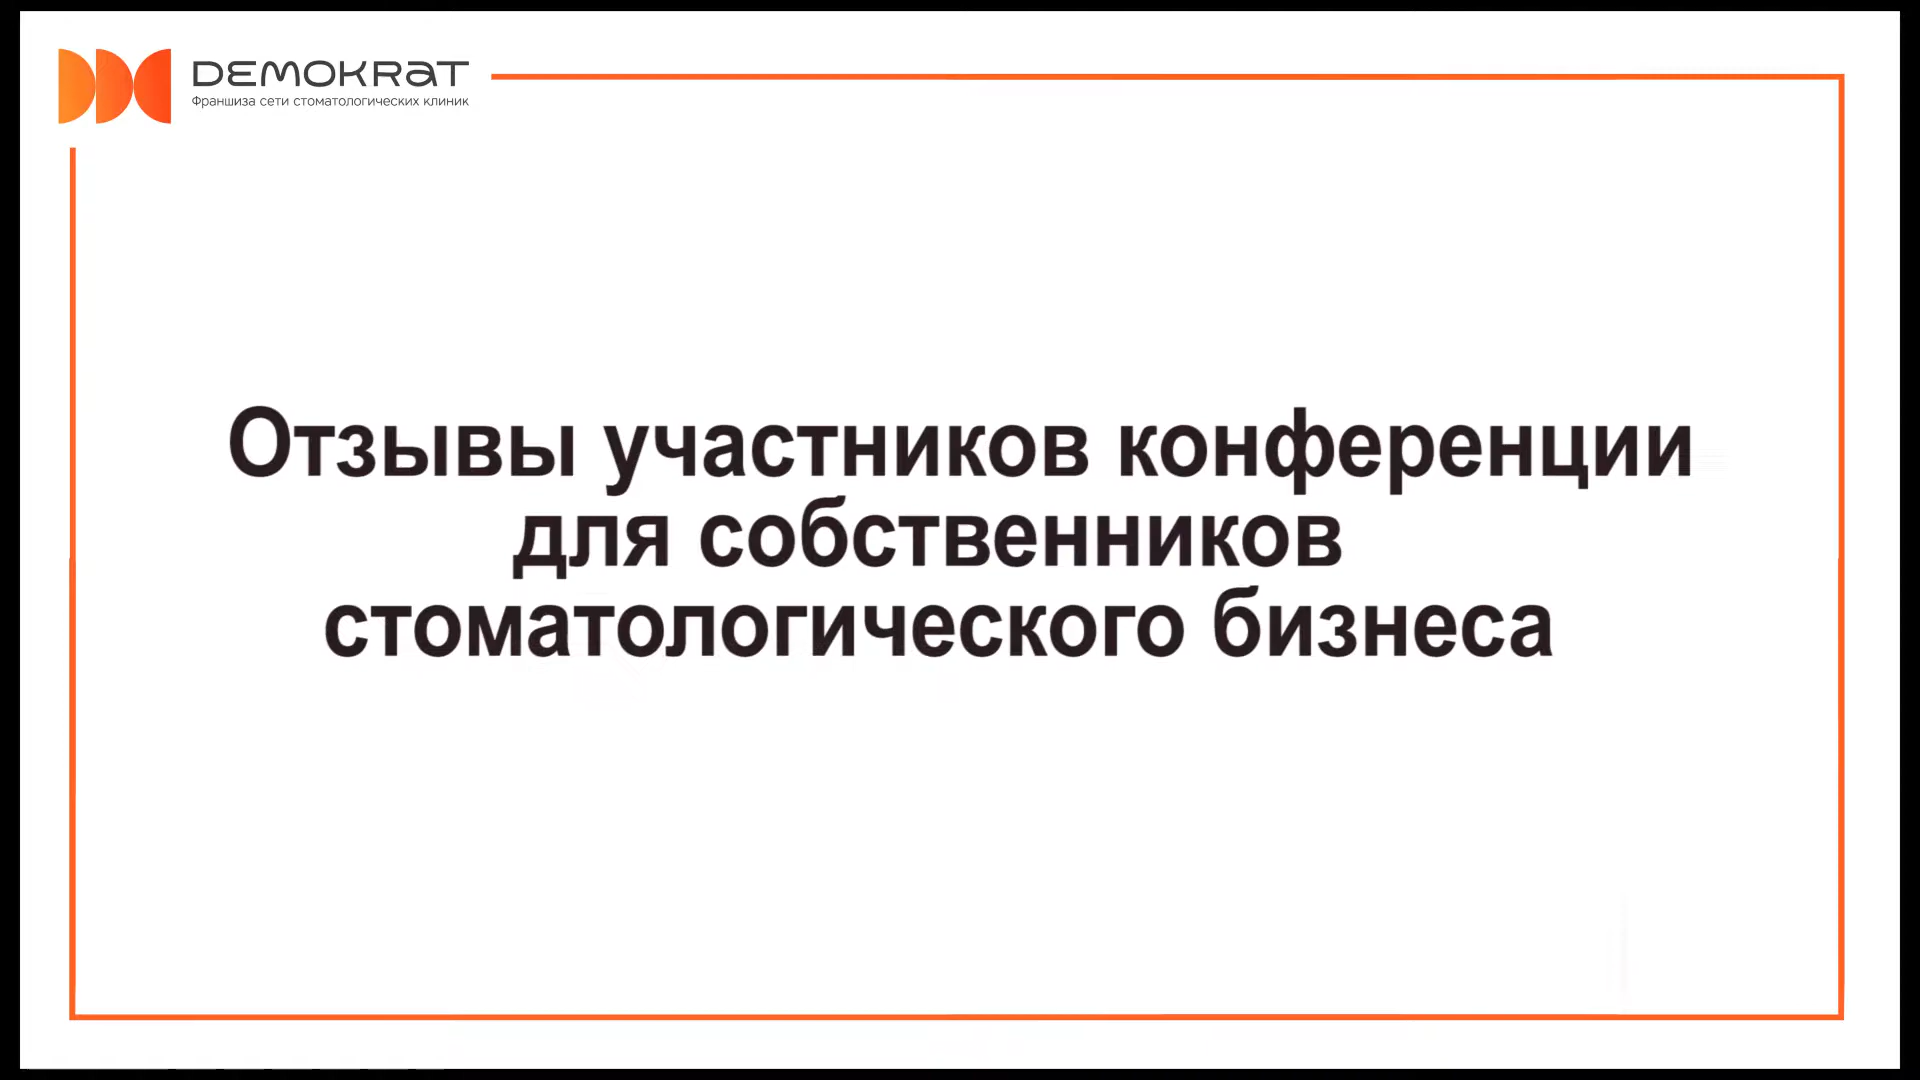 DEMOKRAT
Франшиза сети стоматологических клиник
Отзывы участников конференции
для собственников
стоматологического бизнеса